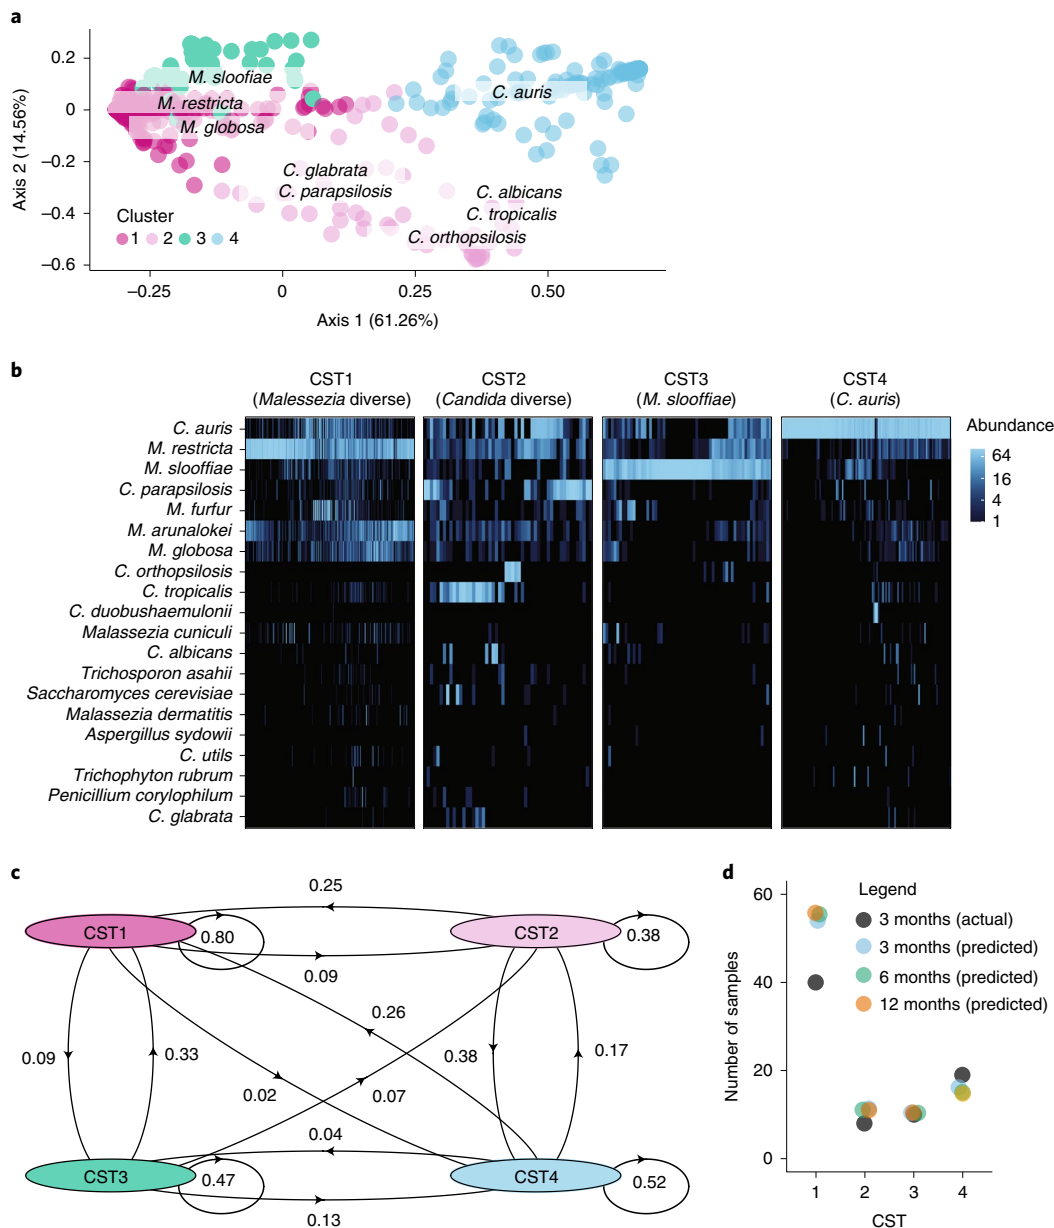 a
0.2
0
−0.2
−0.4
−0.6
Axis 2 (14.56%)
M. sloofiae
M. restricta
M. globosa
C. auris
C. glabrata
C. parapsilosis
C. albicans
C. tropicalis
C. orthopsilosis
Cluster
1 2 3 4
−0.25 0 0.25 0.50
Axis 1 (61.26%)
b
CST1
(Malessezia diverse)
CST2
(Candida diverse)
CST3
(M. slooffiae)
CST4
(C. auris)
C. auris
M. restricta
M. slooffiae
C. parapsilosis
M. furfur
M. arunalokei
M. globosa
C. orthopsilosis
C. tropicalis
C. duobushaemulonii
Malassezia cuniculi
C. albicans
Trichosporon asahii
Saccharomyces cerevisiae
Malassezia dermatitis
Aspergillus sydowii
C. utils
Trichophyton rubrum
Penicillium corylophilum
C. glabrata
Abundance
64
16
4
1
c
0.25
CST1
0.80
CST2
0.38
0.09
0.26
0.09
0.33
0.38
0.17
0.02
0.07
0.04
CST3
0.47
CST4
0.52
0.13
d
60
40
20
0
Number of samples
Legend
3 months (actual)
3 months (predicted)
6 months (predicted)
12 months (predicted)
1 2 3 4
CST